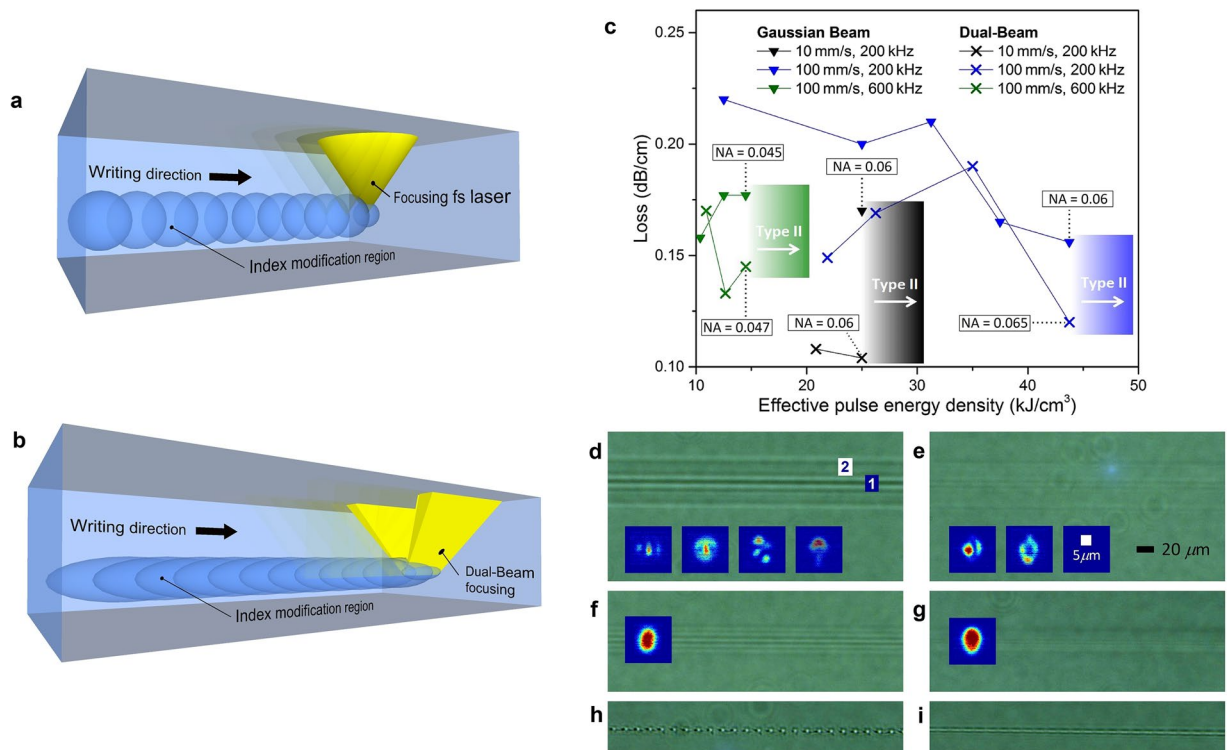 a
Writing direction
Focusing fs laser
Index modification region
b
Writing direction
Dual-Beam
focusing
Index modification region
c
0.25
0.20
0.15
0.10
Loss (dB/cm)
10
20
30
40
50
Effective pulse energy density (kJ/cm³)
Gaussian Beam
10 mm/s, 200 kHz
100 mm/s, 200 kHz
100 mm/s, 600 kHz
Dual-Beam
10 mm/s, 200 kHz
100 mm/s, 200 kHz
100 mm/s, 600 kHz
NA = 0.045
NA = 0.06
NA = 0.06
Type II
Type II
Type II
NA = 0.047
NA = 0.06
NA = 0.065
d
2
1
e
5μm
20 μm
f
g
h
i